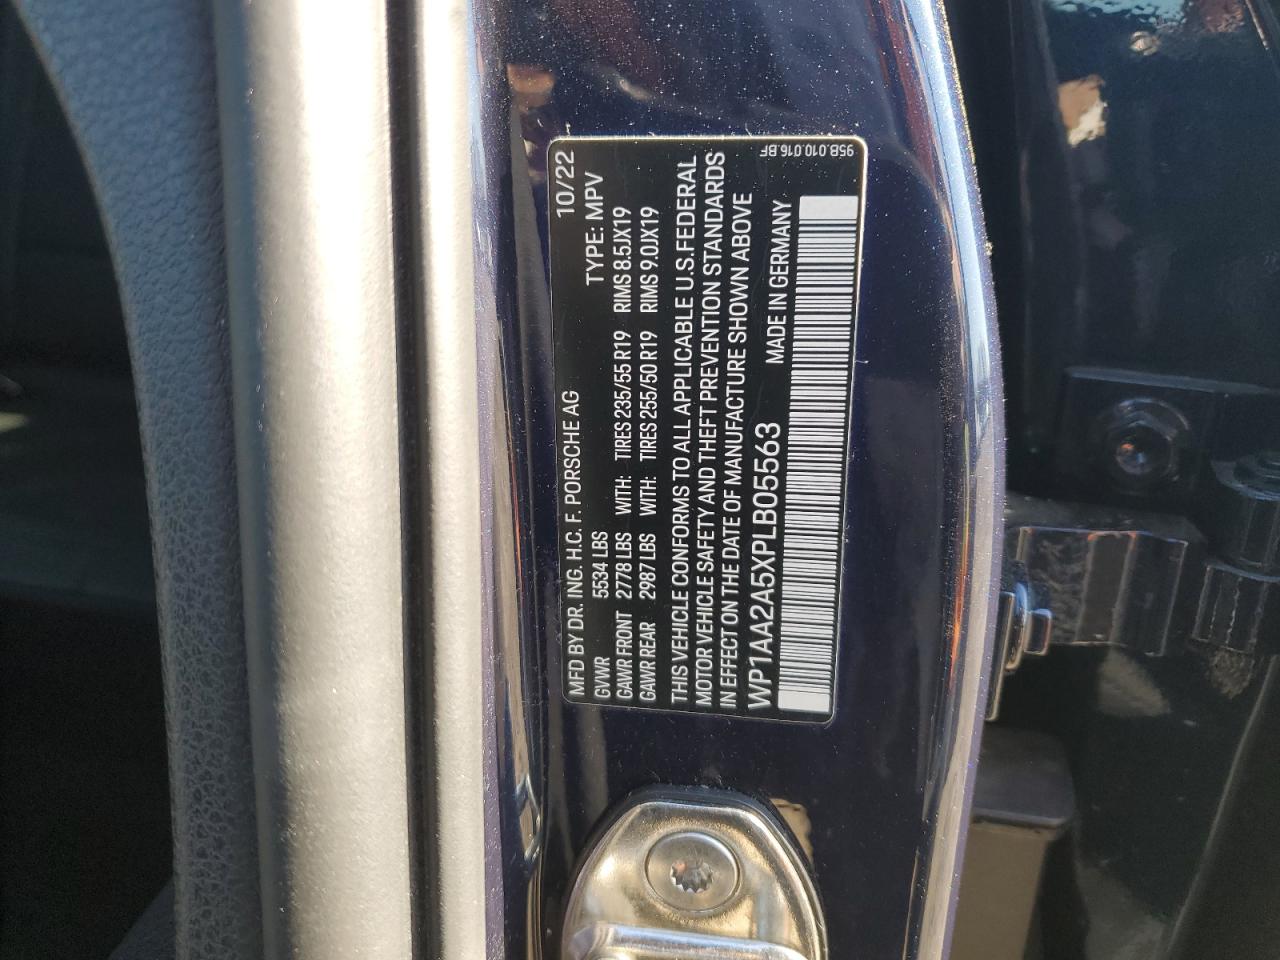 MFD BY DR. ING. H.C. F. PORSCHE AG 10/22
GVWR 5534 LBS TYPE: MPV
GAWR FRONT 2778 LBS WITH: TIRES 235/55 R19 RIMS 8.5JX19
GAWR REAR 2987 LBS WITH: TIRES 255/50 R19 RIMS 9.0JX19
THIS VEHICLE CONFORMS TO ALL APPLICABLE U.S. FEDERAL
MOTOR VEHICLE SAFETY AND THEFT PREVENTION STANDARDS
IN EFFECT ON THE DATE OF MANUFACTURE SHOWN ABOVE
WP1AA2A5XPLB05563 MADE IN GERMANY
95B.010.016.BF